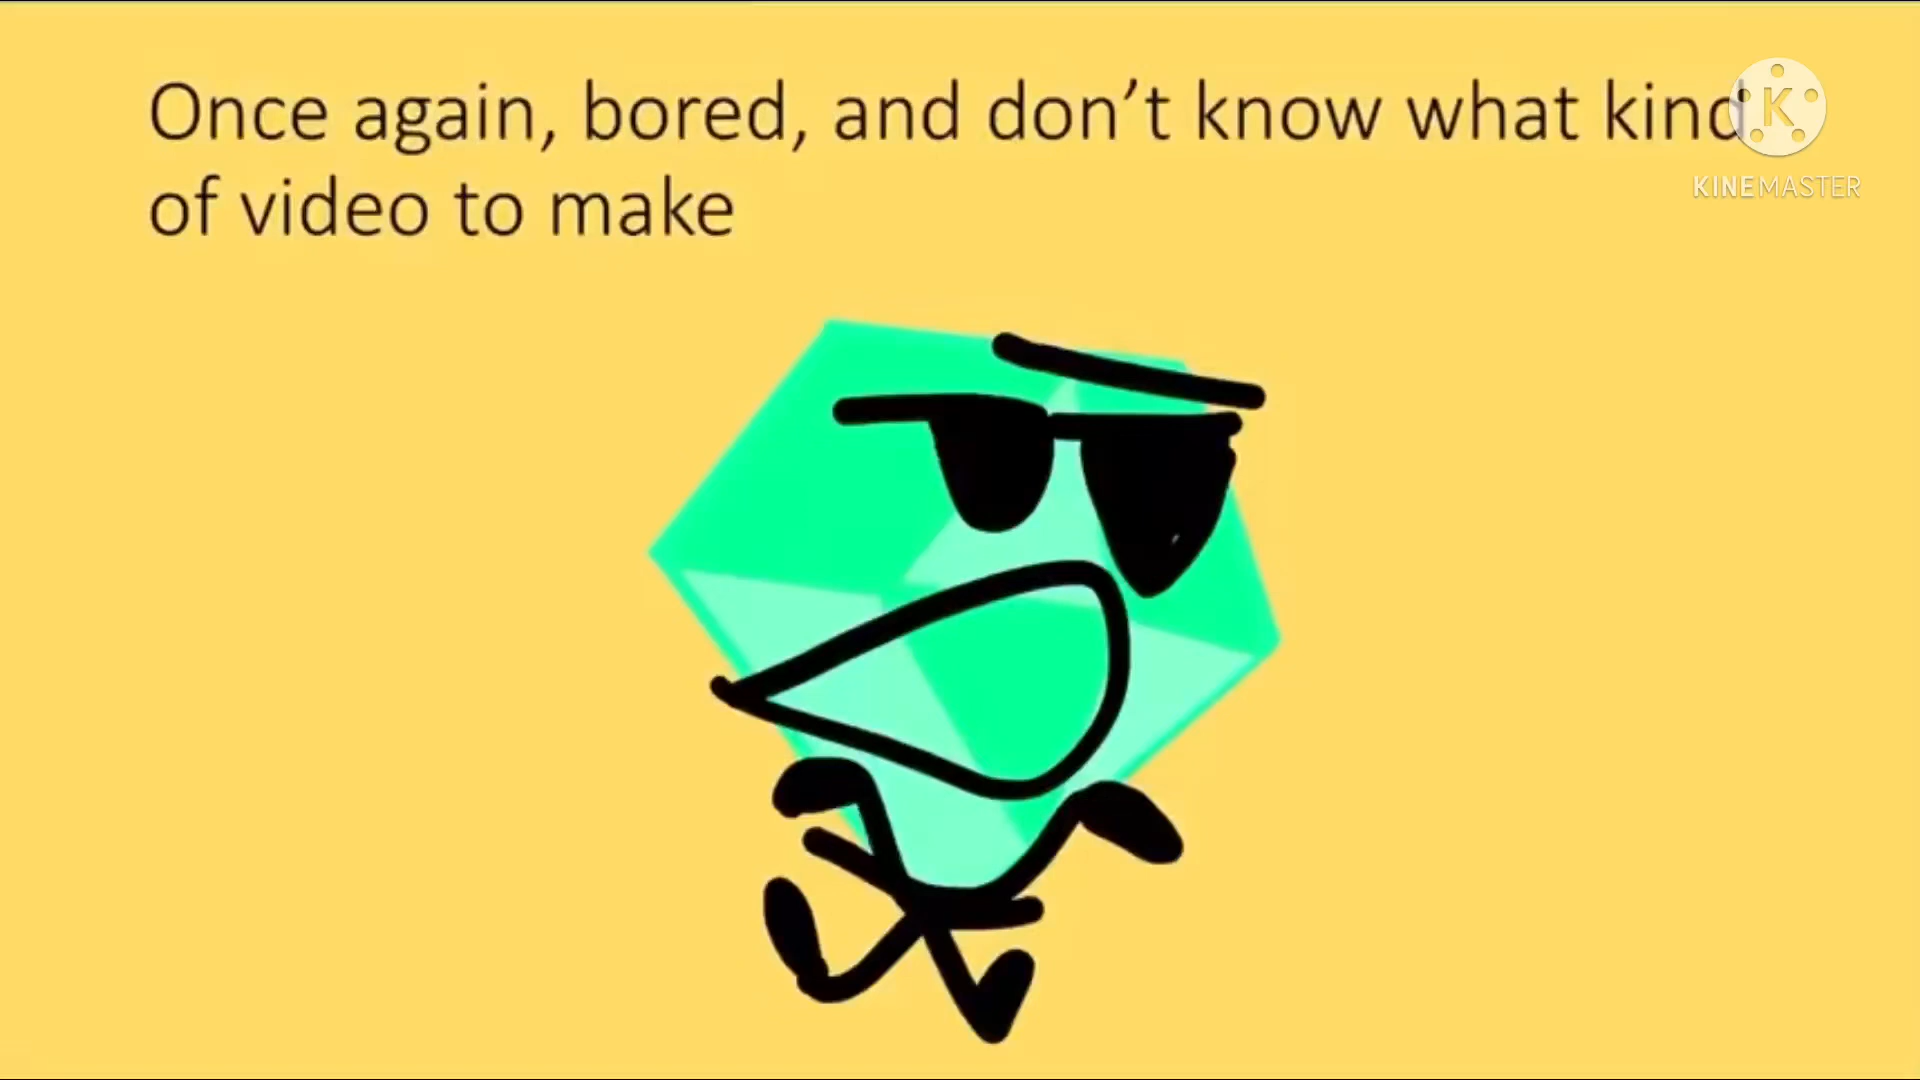 Once again, bored, and don’t know what kind
of video to make
K
KINEMASTER